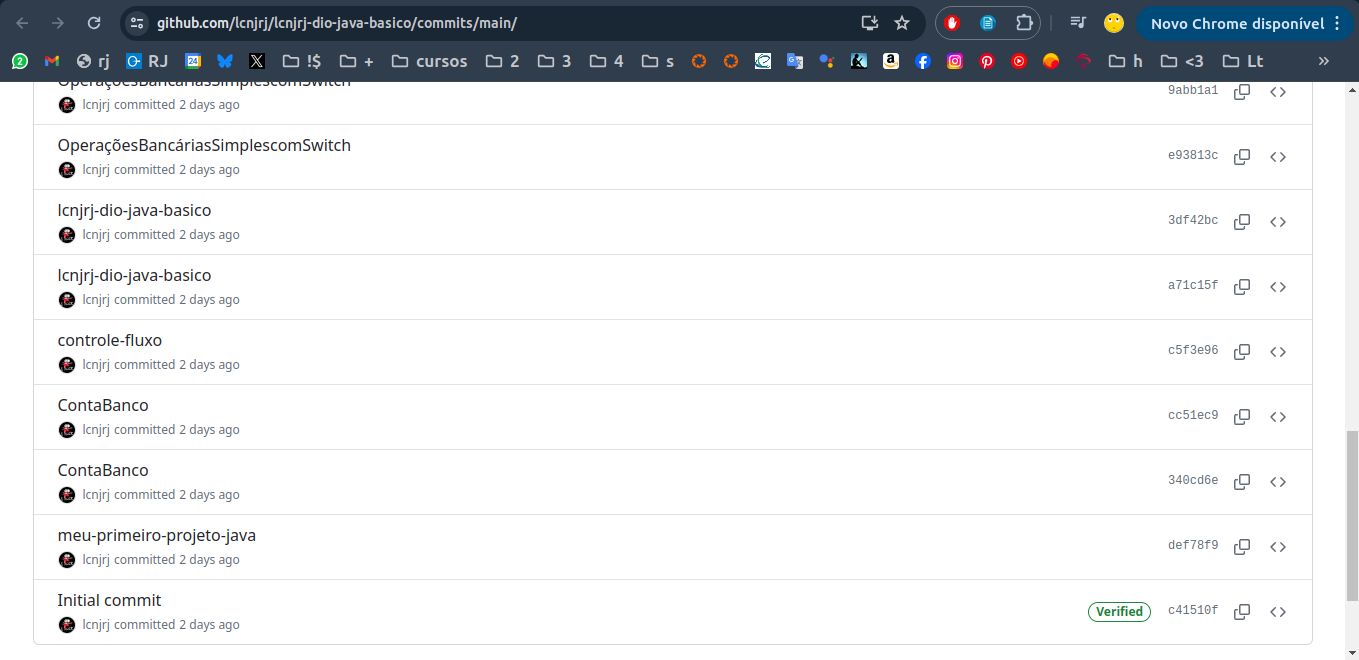 github.com/lcnjrj/lcnjrj-dio-java-basico/commits/main/
Novo Chrome disponível
2 rj RJ 24 !$ + cursos 2 3 4 s h <3 Lt »
OperaçõesBancáriasSimplescomSwitch
lcnjrj committed 2 days ago
9abb1a1
OperaçõesBancáriasSimplescomSwitch
lcnjrj committed 2 days ago
e93813c
lcnjrj-dio-java-basico
lcnjrj committed 2 days ago
3df42bc
lcnjrj-dio-java-basico
lcnjrj committed 2 days ago
a71c15f
controle-fluxo
lcnjrj committed 2 days ago
c5f3e96
ContaBanco
lcnjrj committed 2 days ago
cc51ec9
ContaBanco
lcnjrj committed 2 days ago
340cd6e
meu-primeiro-projeto-java
lcnjrj committed 2 days ago
def78f9
Initial commit
lcnjrj committed 2 days ago
Verified
c41510f